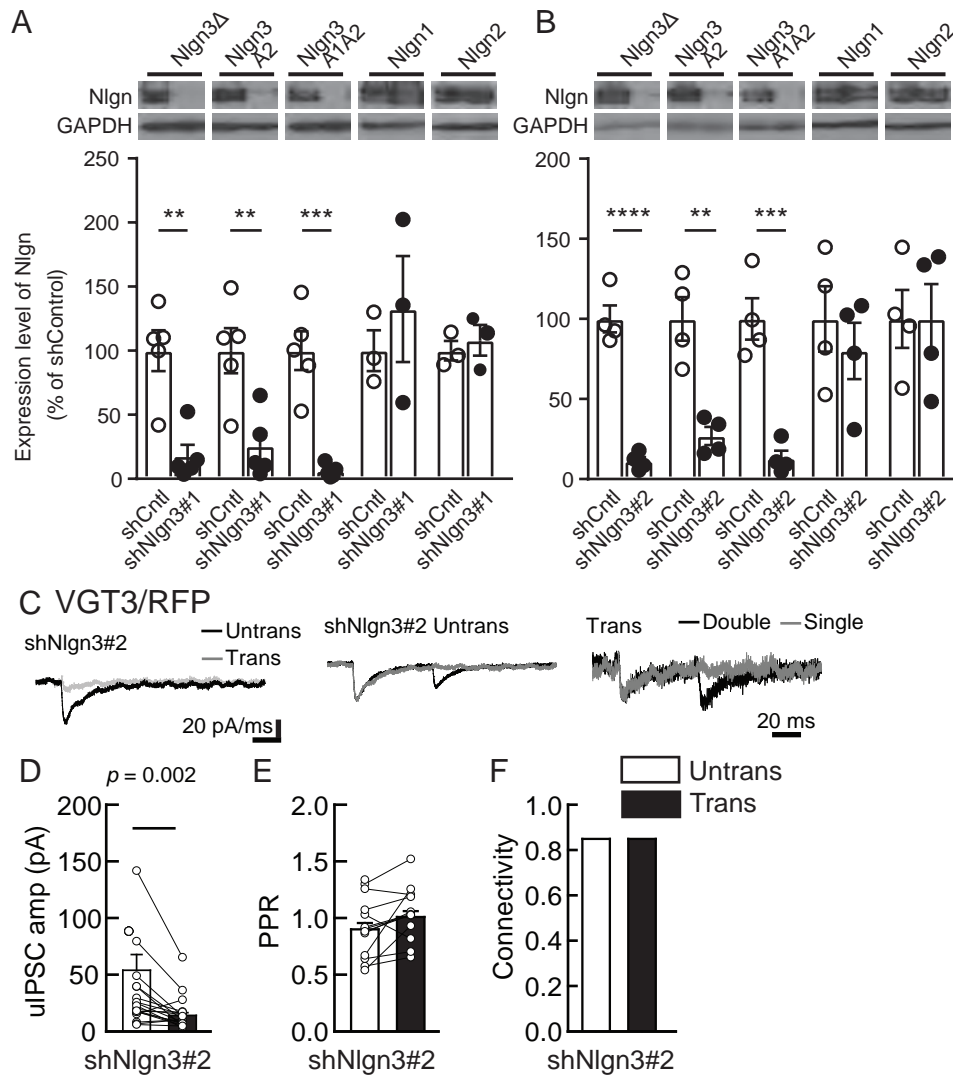 A
Nlgn3Δ
Nlgn3
A2
Nlgn3
A1/A2
Nlgn1
Nlgn2
Nlgn
GAPDH
Expression level of Nlgn
(% of shControl)
250
200
150
100
50
0
** ** ***
shCntl
shNlgn3#1
shCntl
shNlgn3#1
shCntl
shNlgn3#1
shCntl
shNlgn3#1
shCntl
shNlgn3#1
B
Nlgn3Δ
Nlgn3
A2
Nlgn3
A1/A2
Nlgn1
Nlgn2
Nlgn
GAPDH
200
150
100
50
0
**** ** ***
shCntl
shNlgn3#2
shCntl
shNlgn3#2
shCntl
shNlgn3#2
shCntl
shNlgn3#2
shCntl
shNlgn3#2
C VGT3/RFP
shNlgn3#2
Untrans
Trans
20 pA/ms
shNlgn3#2 Untrans
Trans
Double
Single
20 ms
D
p = 0.002
uIPSC amp (pA)
200
150
100
50
0
shNlgn3#2
E
PPR
2.0
1.5
1.0
0.5
0.0
shNlgn3#2
F
Untrans
Trans
Connectivity
1.0
0.8
0.6
0.4
0.2
0.0
shNlgn3#2